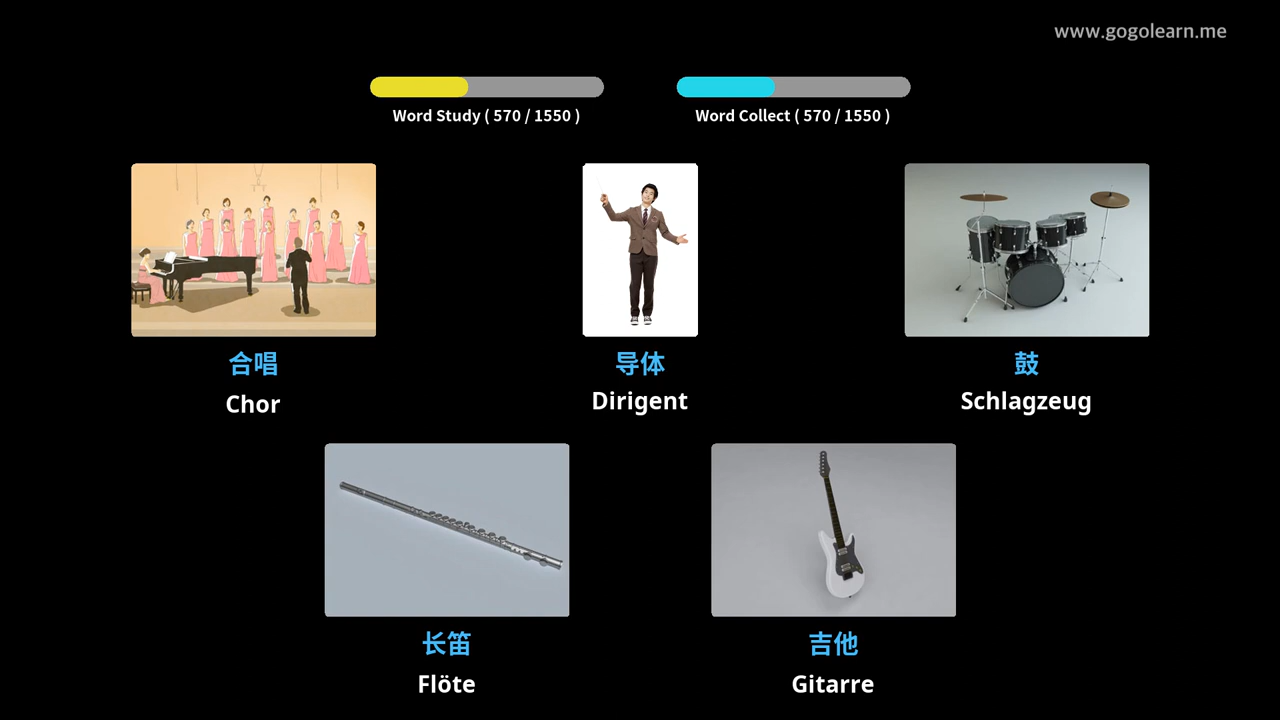 www.gogolearn.me
Word Study ( 570 / 1550 )
Word Collect ( 570 / 1550 )
合唱
导体
鼓
Chor
Dirigent
Schlagzeug
长笛
吉他
Flöte
Gitarre